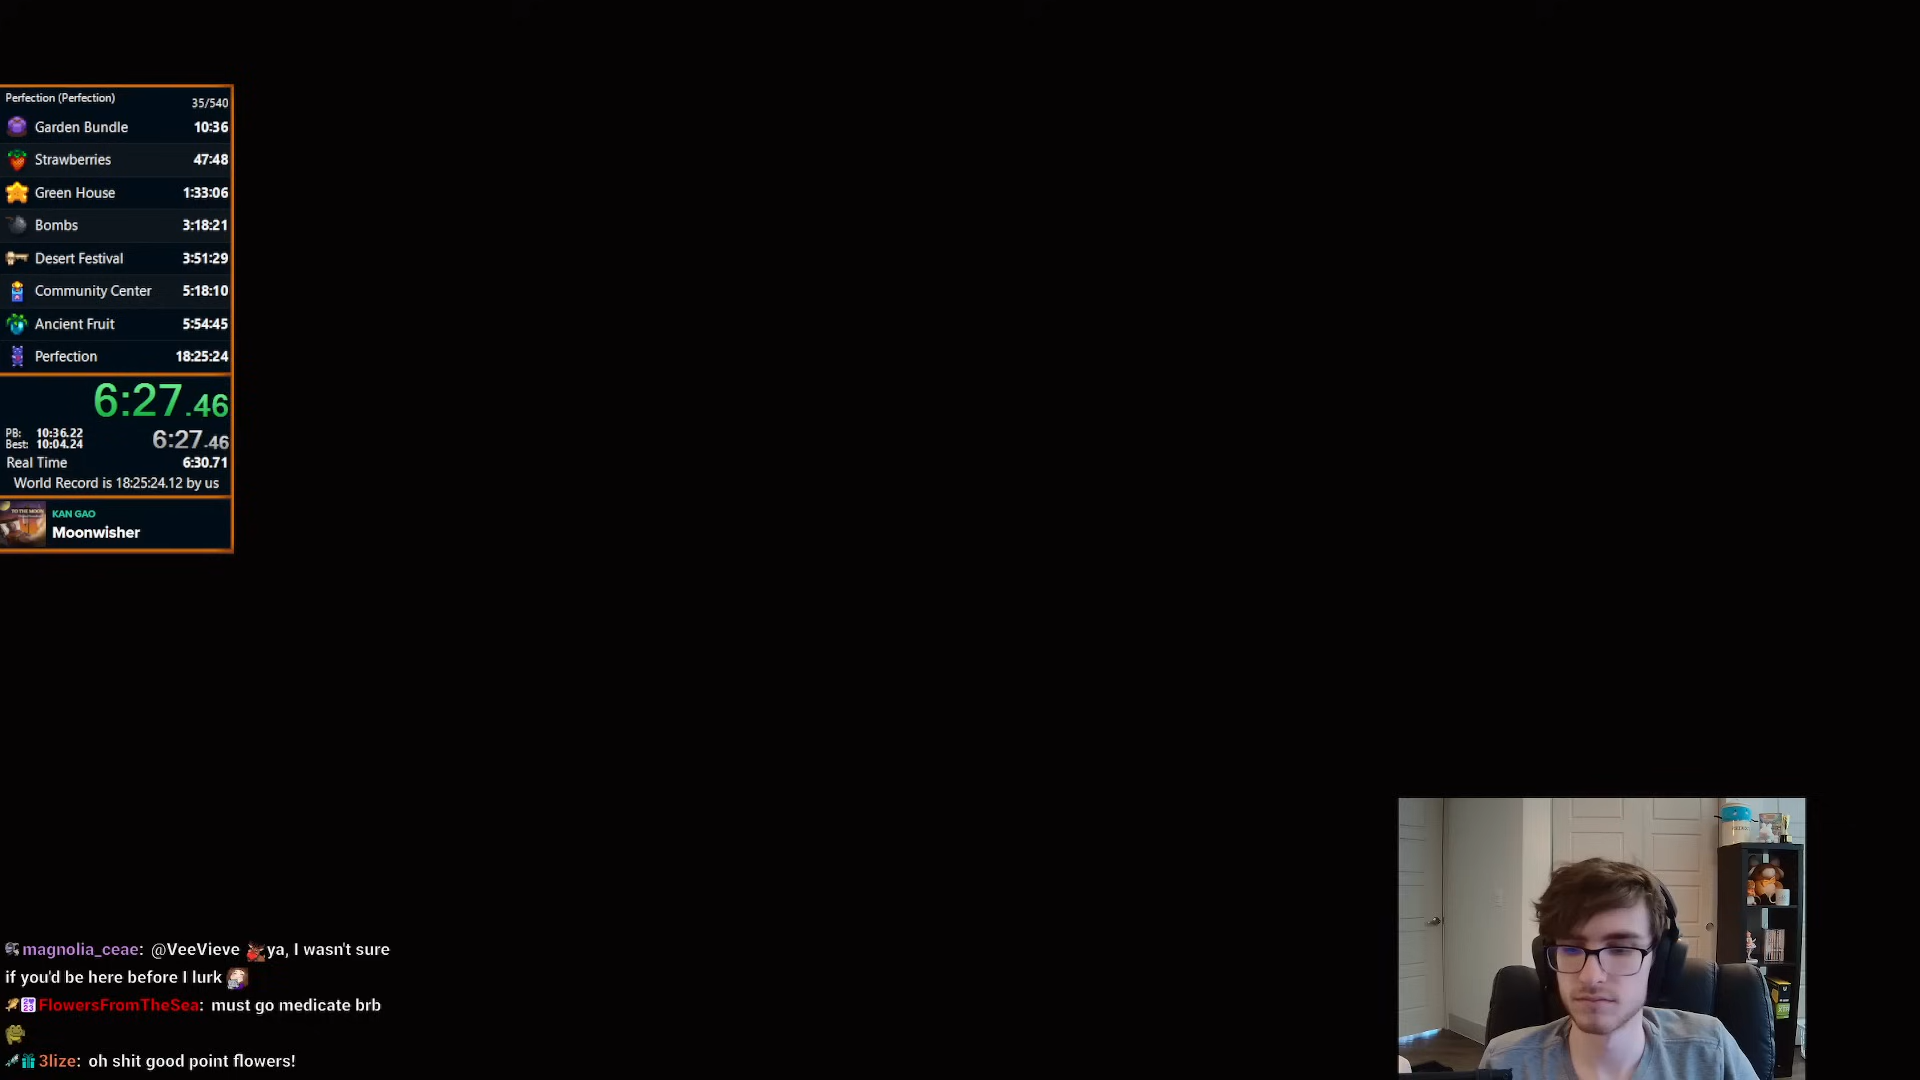 Perfection (Perfection)
35/540
Garden Bundle 10:36
Strawberries 47:48
Green House 1:33:06
Bombs 3:18:21
Desert Festival 3:51:29
Community Center 5:18:10
Ancient Fruit 5:54:45
Perfection 18:25:24
6:27.46
PB: 10:36.22
Best: 10:04.24
6:27.46
Real Time 6:30.71
World Record is 18:25:24.12 by us
KAN GAO
Moonwisher
magnolia_ceae: @VeeVieve ya, I wasn't sure
if you'd be here before I lurk
FlowersFromTheSea: must go medicate brb
3lize: oh shit good point flowers!